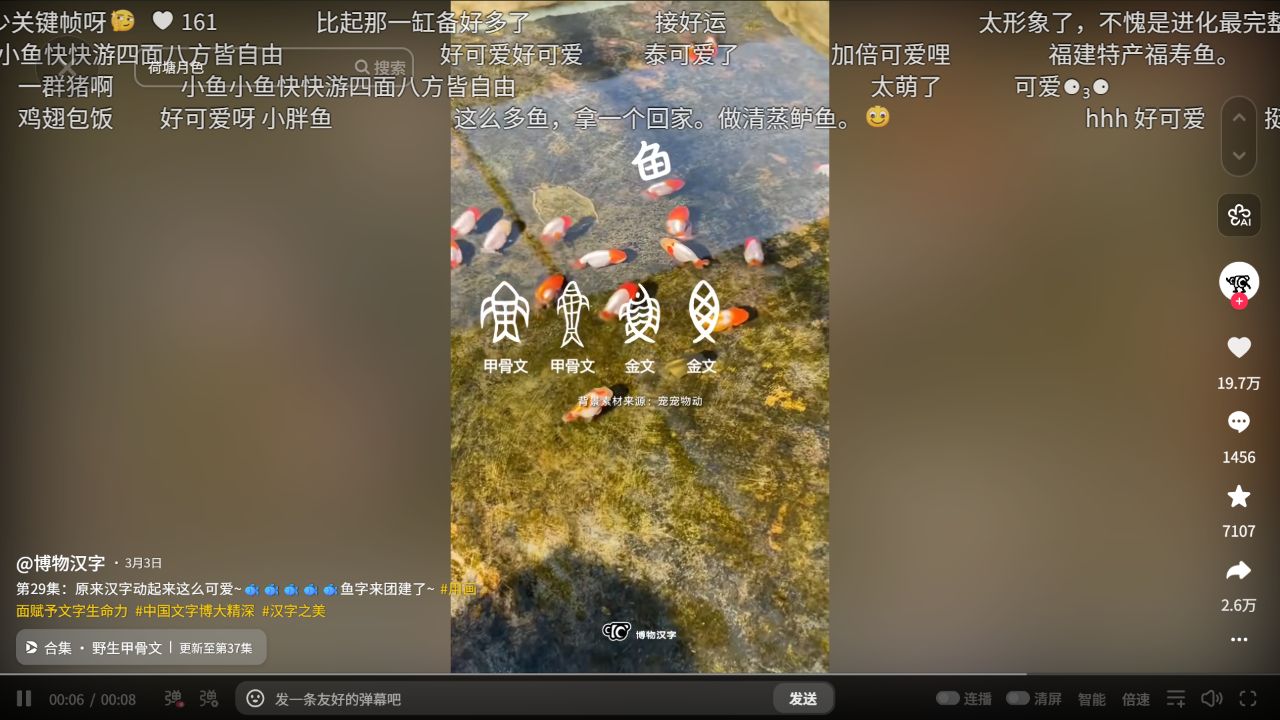 少关键帧呀 161 比起那一缸备好多了 接好运 太形象了，不愧是进化最完整
小鱼快快游四面八方皆自由 好可爱好可爱 泰可爱了 加倍可爱哩 福建特产福寿鱼。
荷塘月色 搜索
一群猪啊 小鱼小鱼快快游四面八方皆自由 太萌了 可爱⚈₃⚈
鸡翅包饭 好可爱呀 小胖鱼 这么多鱼，拿一个回家。做清蒸鲈鱼。 hhh 好可爱 挺
鱼
AI
甲骨文 甲骨文 金文 金文
19.7万
背景素材来源：宠宠物动
1456
7107
@博物汉字 · 3月3日
第29集：原来汉字动起来这么可爱~🐟🐟🐟🐟🐟鱼字来团建了~ #用画
面赋予文字生命力 #中国文字博大精深 #汉字之美
2.6万
博物汉字
合集 · 野生甲骨文 | 更新至第37集
00:06 / 00:08 弹 弹 发一条友好的弹幕吧 发送 连播 清屏 智能 倍速